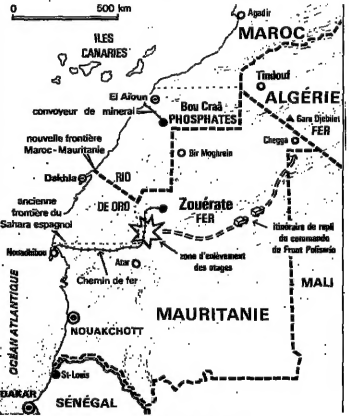 0 500 km
Agadir
MAROC
ILES
CANARIES
Tindouf
ALGÉRIE
El Aïoun
convoyeur de minerai
Bou Craâ
PHOSPHATES
Gara Djebilet
FER
Chegga
nouvelle frontière
Maroc-Mauritanie
Bir Moghrein
Dakhla
RIO
DE ORO
ancienne
frontière du
Sahara espagnol
Zouérate
FER
itinéraire de repli
du commando
du Front Polisario
Nouadhibou
zone d'enlèvement
des otages
Atar
Chemin de fer
MALI
OCÉAN ATLANTIQUE
MAURITANIE
NOUAKCHOTT
St-Louis
DAKAR
SÉNÉGAL